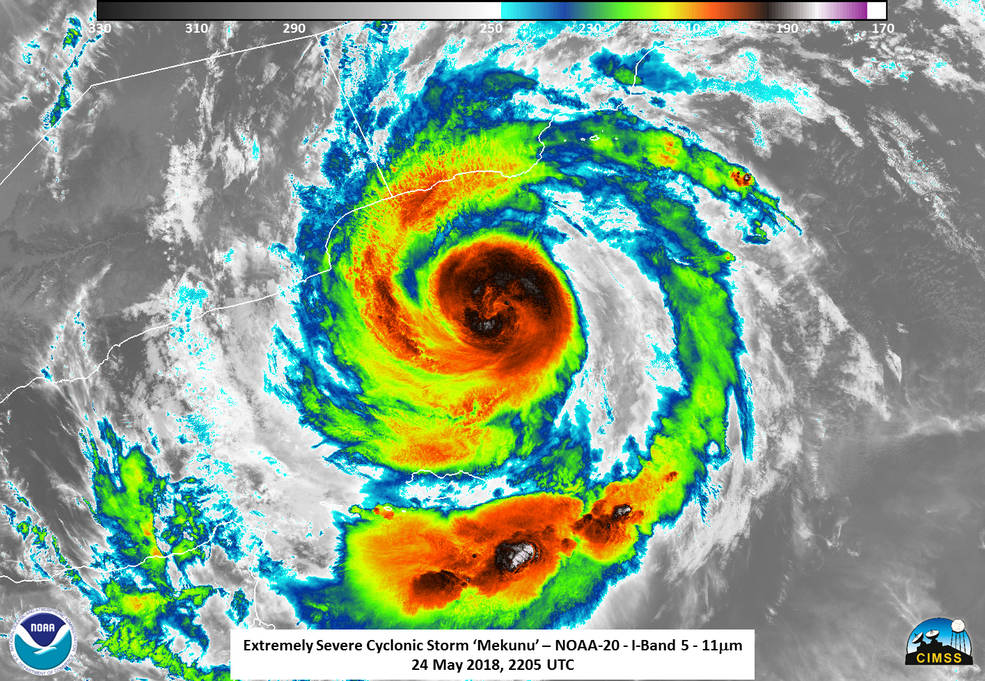 330 310 290 270 250 230 210 190 170
NOAA
CIMSS
Extremely Severe Cyclonic Storm ‘Mekunu’ – NOAA-20 - I-Band 5 - 11µm
24 May 2018, 2205 UTC